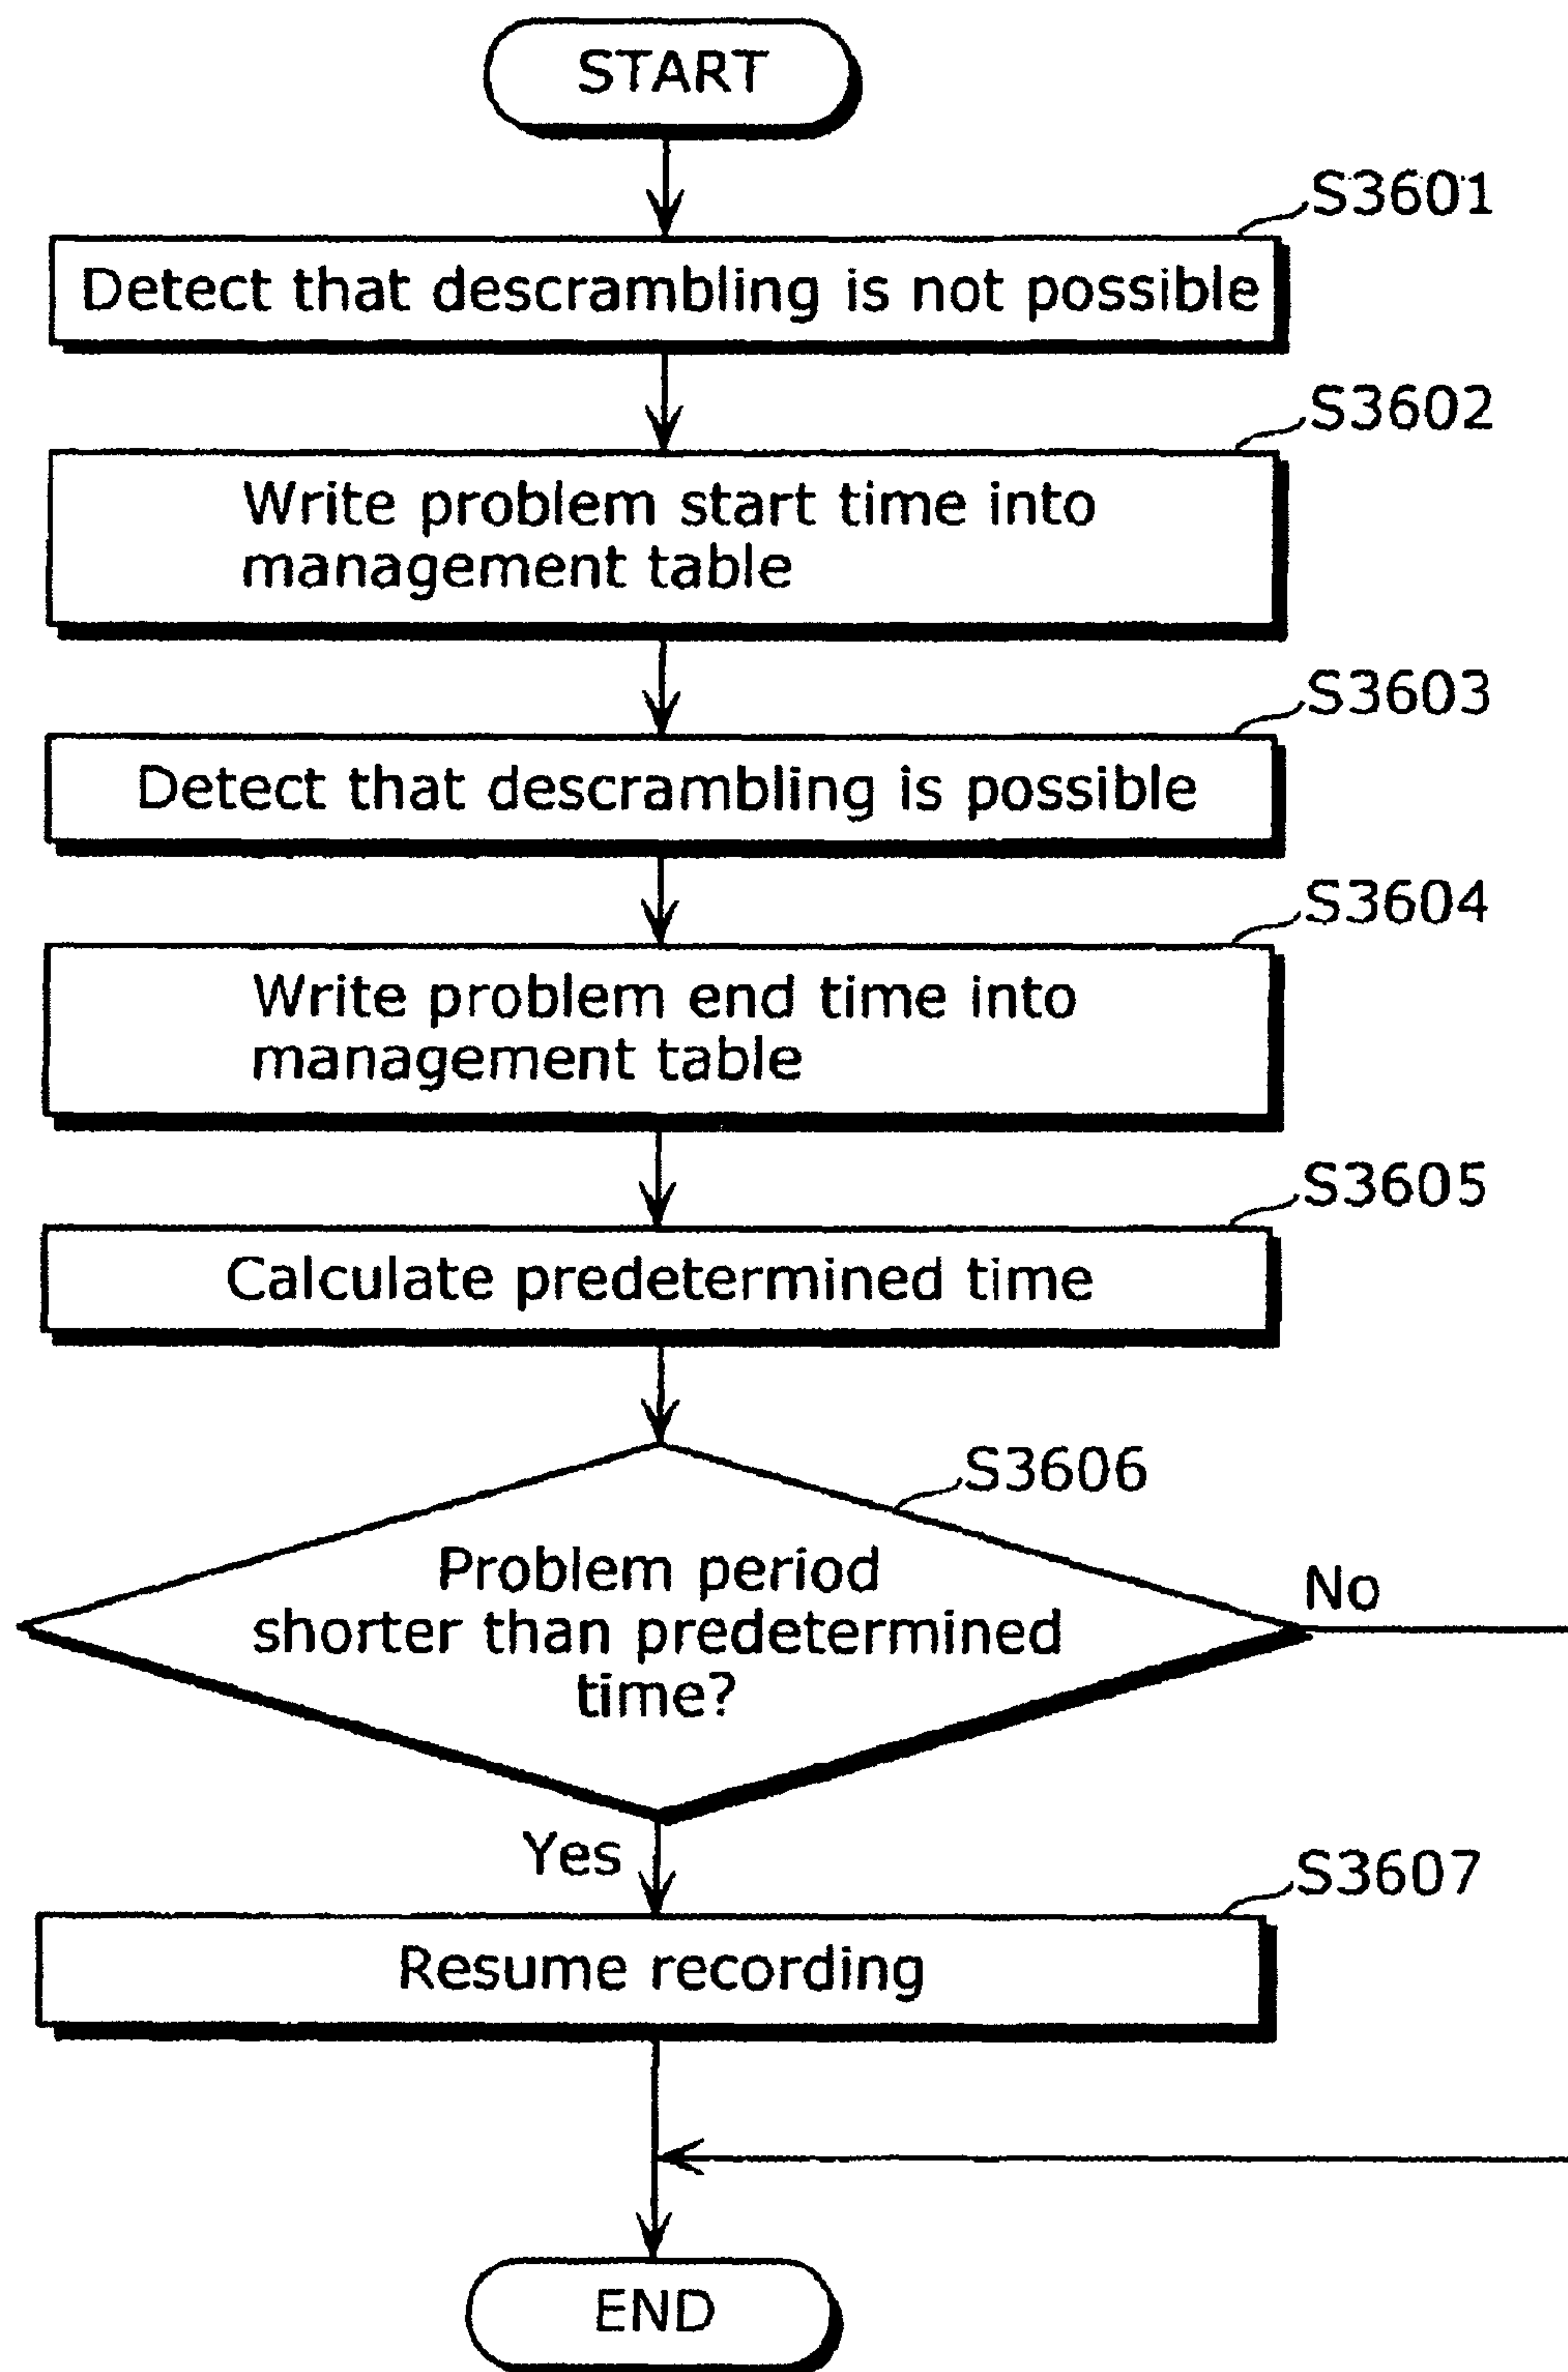 START
S3601
Detect that descrambling is not possible
S3602
Write problem start time into
management table
S3603
Detect that descrambling is possible
S3604
Write problem end time into
management table
S3605
Calculate predetermined time
S3606
Problem period
shorter than predetermined
time?
No
Yes
S3607
Resume recording
END